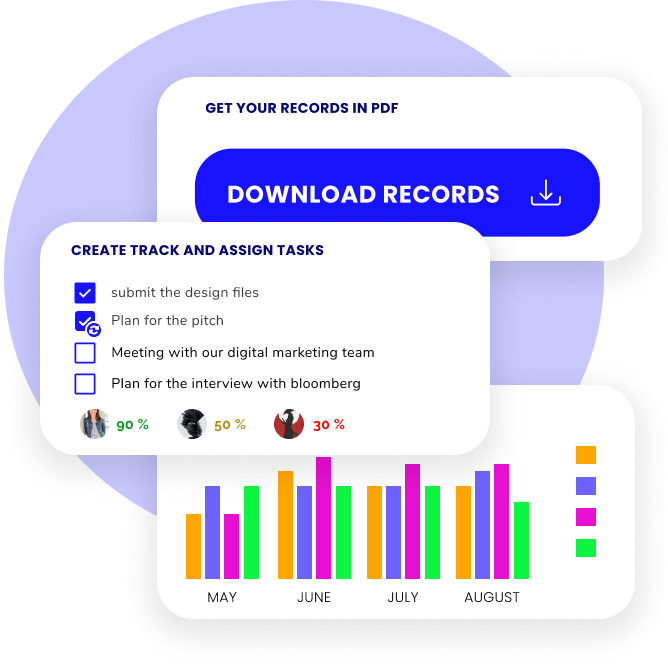 GET YOUR RECORDS IN PDF
DOWNLOAD RECORDS
CREATE TRACK AND ASSIGN TASKS
submit the design files
Plan for the pitch
Meeting with our digital marketing team
Plan for the interview with bloomberg
90 % 50 % 30 %
MAY JUNE JULY AUGUST